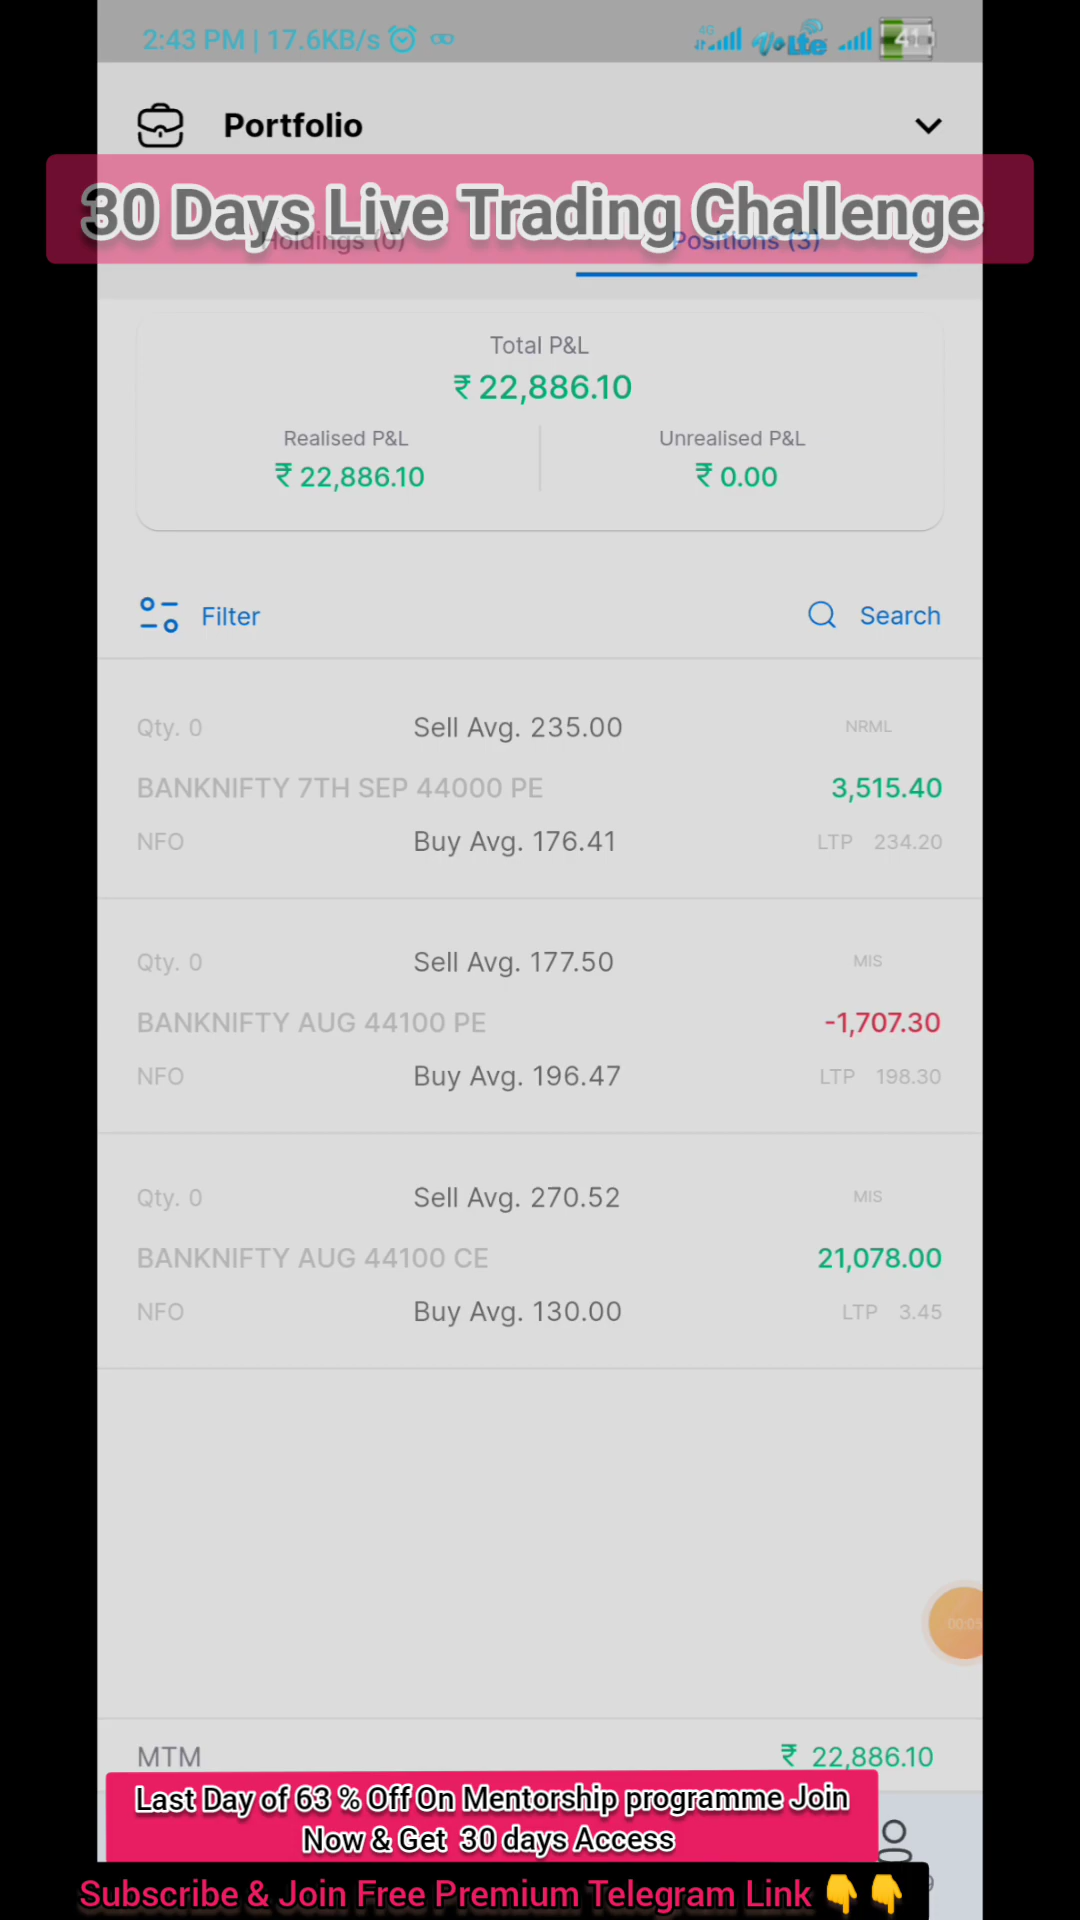 2:43 PM | 17.6KB/s
4G VoLte 41
Portfolio
30 Days Live Trading Challenge
Holdings (0) Positions (3)
Total P&L
₹ 22,886.10
Realised P&L Unrealised P&L
₹ 22,886.10 ₹ 0.00
Filter Search
Qty. 0 Sell Avg. 235.00 NRML
BANKNIFTY 7TH SEP 44000 PE 3,515.40
NFO Buy Avg. 176.41 LTP 234.20
Qty. 0 Sell Avg. 177.50 MIS
BANKNIFTY AUG 44100 PE -1,707.30
NFO Buy Avg. 196.47 LTP 198.30
Qty. 0 Sell Avg. 270.52 MIS
BANKNIFTY AUG 44100 CE 21,078.00
NFO Buy Avg. 130.00 LTP 3.45
00:05
MTM ₹ 22,886.10
Last Day of 63 % Off On Mentorship programme Join
Now & Get 30 days Access
Subscribe & Join Free Premium Telegram Link 👇👇